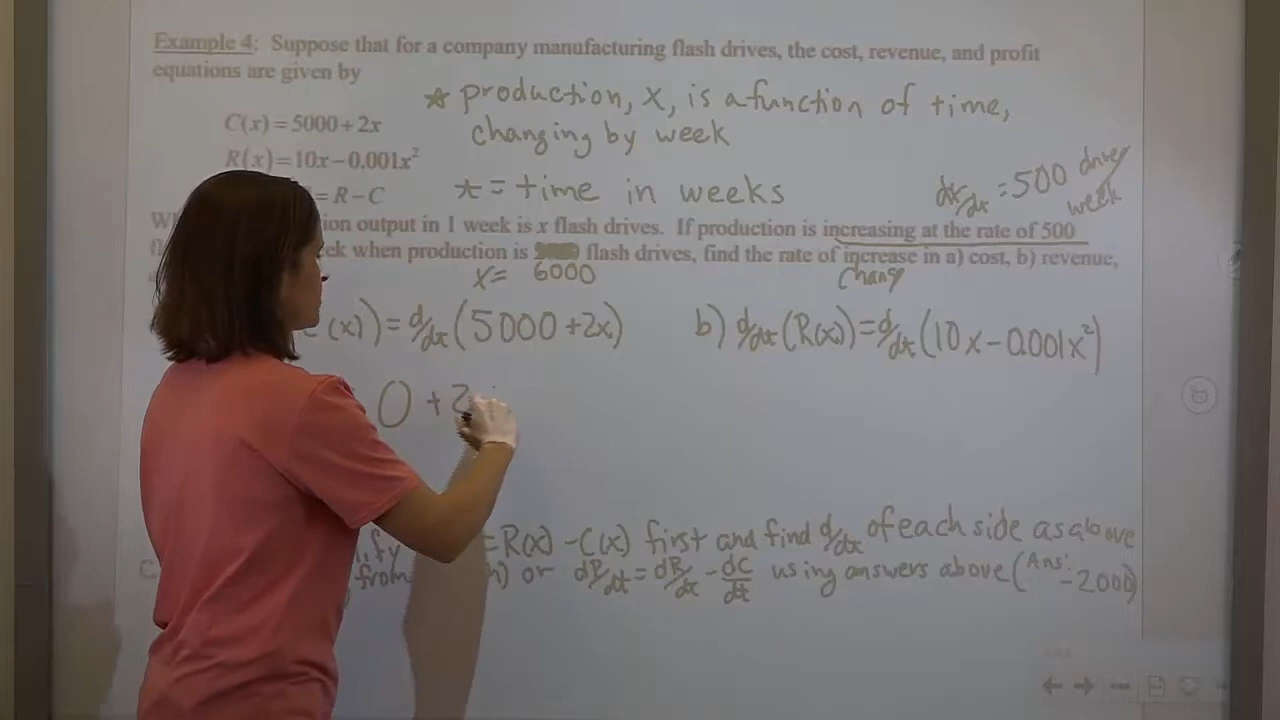 Example 4: Suppose that for a company manufacturing flash drives, the cost, revenue, and profit
equations are given by
* production, x, is a function of time,
changing by week
C(x) = 5000 + 2x
R(x) = 10x − 0.001x²
= R − C
t = time in weeks
dx/dt = 500 drives/week
ion output in 1 week is x flash drives. If production is increasing at the rate of 500
when production is flash drives, find the rate of increase in a) cost, b) revenue,
x = 6000
change
(x)) = d/dt (5000 + 2x)
b) d/dt (R(x)) = d/dt (10x − 0.001x²)
0 + 2
= R(x) − C(x) first and find d/dt of each side as above
from or dP/dt = dR/dt − dC/dt using answers above (Ans: −2000)